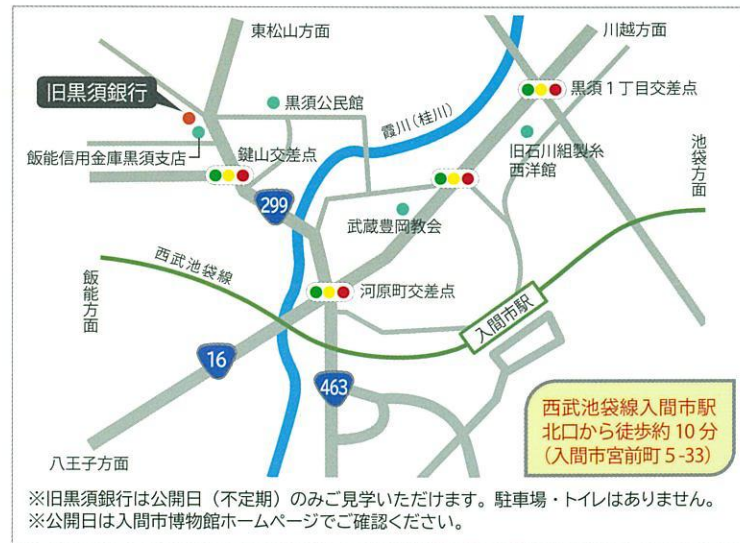 東松山方面
川越方面
旧黒須銀行
黒須公民館
黒須1丁目交差点
霞川（桂川）
飯能信用金庫黒須支店
鍵山交差点
旧石川組製糸
西洋館
池袋方面
299
武蔵豊岡教会
西武池袋線
飯能方面
河原町交差点
入間市駅
16
463
八王子方面
西武池袋線入間市駅
北口から徒歩約10分
（入間市宮前町5-33）
※旧黒須銀行は公開日（不定期）のみご見学いただけます。駐車場・トイレはありません。
※公開日は入間市博物館ホームページでご確認ください。